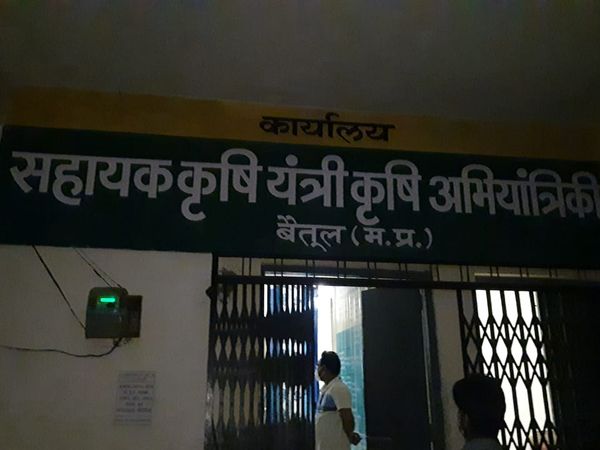 कार्यालय
सहायक कृषि यंत्री कृषि अभियांत्रिकी
बैतूल (म.प्र.)